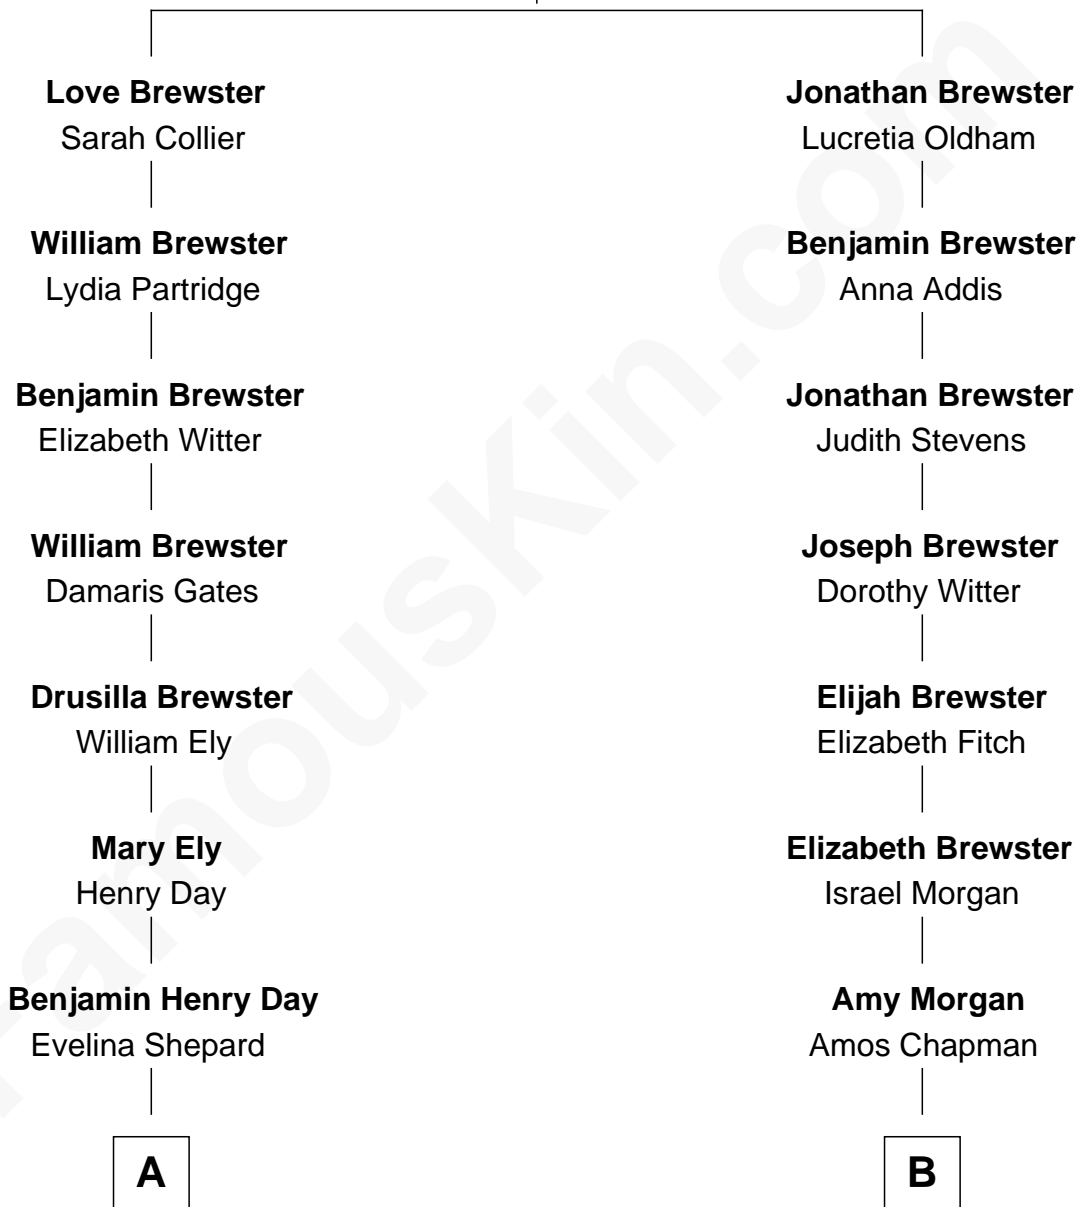 Love Brewster
Sarah Collier
William Brewster
Lydia Partridge
Benjamin Brewster
Elizabeth Witter
William Brewster
Damaris Gates
Drusilla Brewster
William Ely
Mary Ely
Henry Day
Benjamin Henry Day
Evelina Shepard
A
Jonathan Brewster
Lucretia Oldham
Benjamin Brewster
Anna Addis
Jonathan Brewster
Judith Stevens
Joseph Brewster
Dorothy Witter
Elijah Brewster
Elizabeth Fitch
Elizabeth Brewster
Israel Morgan
Amy Morgan
Amos Chapman
B
FamousKin.com